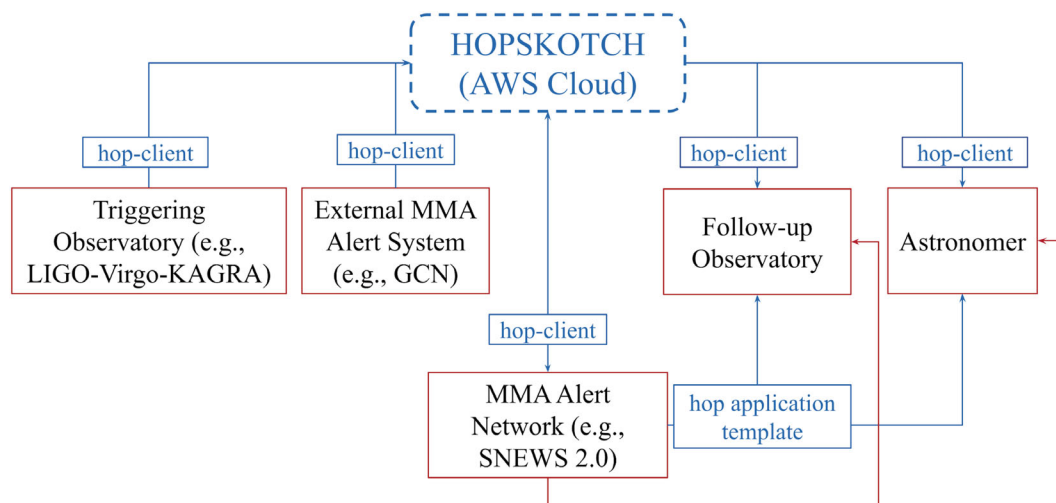 HOPSKOTCH
(AWS Cloud)
hop-client
hop-client
hop-client
hop-client
Triggering
Observatory (e.g.,
LIGO-Virgo-KAGRA)
External MMA
Alert System
(e.g., GCN)
Follow-up
Observatory
Astronomer
hop-client
MMA Alert
Network (e.g.,
SNEWS 2.0)
hop application
template